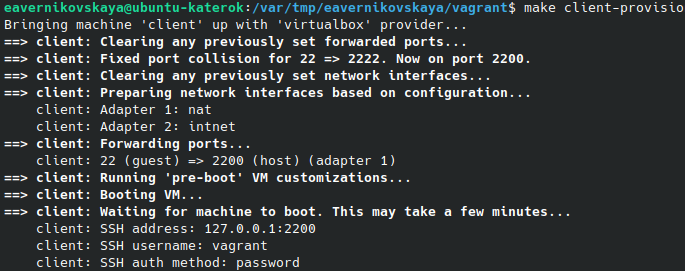 eavernikovskaya@ubuntu-katerok:/var/tmp/eavernikovskaya/vagrant$ make client-provisio
Bringing machine 'client' up with 'virtualbox' provider...
==> client: Clearing any previously set forwarded ports...
==> client: Fixed port collision for 22 => 2222. Now on port 2200.
==> client: Clearing any previously set network interfaces...
==> client: Preparing network interfaces based on configuration...
    client: Adapter 1: nat
    client: Adapter 2: intnet
==> client: Forwarding ports...
    client: 22 (guest) => 2200 (host) (adapter 1)
==> client: Running 'pre-boot' VM customizations...
==> client: Booting VM...
==> client: Waiting for machine to boot. This may take a few minutes...
    client: SSH address: 127.0.0.1:2200
    client: SSH username: vagrant
    client: SSH auth method: password